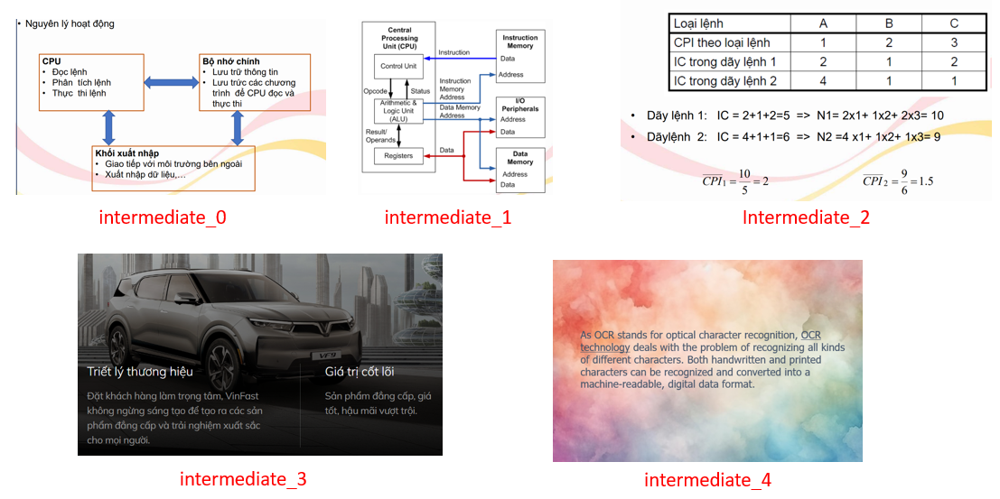 • Nguyên lý hoạt động
CPU
• Đọc lệnh
• Phân tích lệnh
• Thực thi lệnh
Bộ nhớ chính
• Lưu trữ thông tin
• Lưu trức các chương
trình để CPU đọc và
thực thi
Khối xuất nhập
• Giao tiếp với môi trường bên ngoài
• Xuất nhập dữ liệu,...
intermediate_0
Central
Processing
Unit (CPU)
Control Unit
Opcode
Status
Arithmetic &
Logic Unit
(ALU)
Result/
Operands
Registers
Instruction
Instruction
Memory
Address
Data Memory
Address
Data
Instruction
Memory
Data
Address
I/O
Peripherals
Address
Data
Data
Memory
Address
Data
intermediate_1
Loại lệnh A B C
CPI theo loại lệnh 1 2 3
IC trong dãy lệnh 1 2 1 2
IC trong dãy lệnh 2 4 1 1
• Dãy lệnh 1: IC = 2+1+2=5 => N1= 2x1+ 1x2+ 2x3= 10
• Dãylệnh 2: IC = 4+1+1=6 => N2 =4 x1+ 1x2+ 1x3= 9
CPI1 = 10/5 = 2
CPI2 = 9/6 = 1.5
Intermediate_2
VF9
Triết lý thương hiệu
Đặt khách hàng làm trọng tâm, VinFast
không ngừng sáng tạo để tạo ra các sản
phẩm đẳng cấp và trải nghiệm xuất sắc
cho mọi người.
Giá trị cốt lõi
Sản phẩm đẳng cấp, giá
tốt, hậu mãi vượt trội.
intermediate_3
As OCR stands for optical character recognition, OCR
technology deals with the problem of recognizing all kinds
of different characters. Both handwritten and printed
characters can be recognized and converted into a
machine-readable, digital data format.
intermediate_4